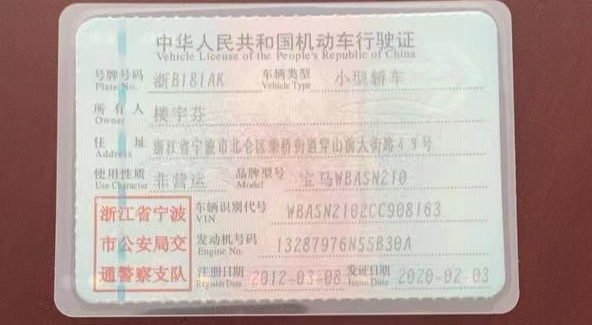 中华人民共和国机动车行驶证
Vehicle License of the People's Republic of China
号牌号码 浙B181AK 车辆类型 小型轿车
Plate No. Vehicle Type
所有人 楼宇芬
Owner
住址 浙江省宁波市北仑区柴桥街道穿山前大街路49号
Address
使用性质 非营运 品牌型号 宝马WBASN210
Use Character Model
浙江省宁波 车辆识别代号 WBASN2102CC908163
VIN
市公安局交 发动机号码 13287976N55B30A
Engine No.
通警察支队 注册日期 2012-03-08 发证日期 2020-02-03
Register Date Issue Date